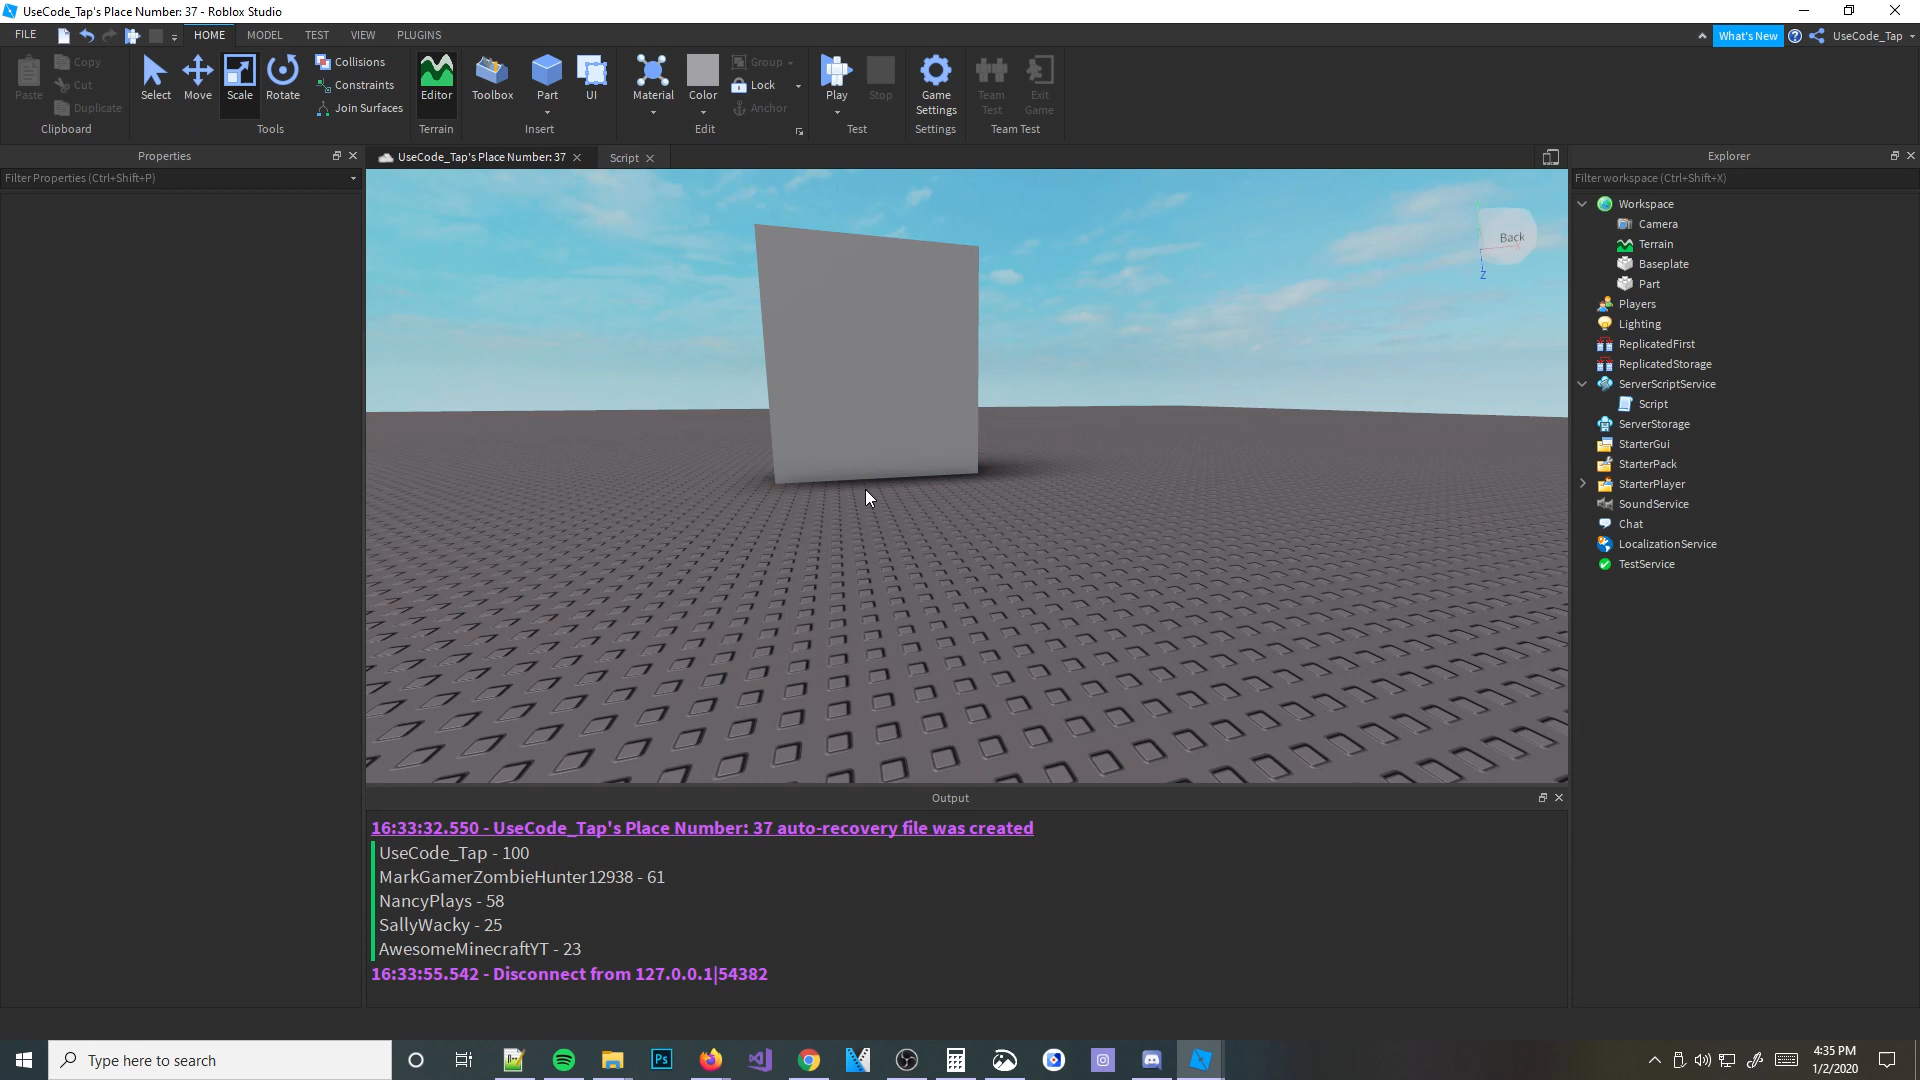 UseCode_Tap's Place Number: 37 - Roblox Studio
FILE
HOME
MODEL
TEST
VIEW
PLUGINS
What's New
UseCode_Tap
Paste
Copy
Cut
Duplicate
Clipboard
Select
Move
Scale
Rotate
Collisions
Constraints
Join Surfaces
Tools
Editor
Terrain
Toolbox
Part
UI
Insert
Material
Color
Group
Lock
Anchor
Edit
Play
Stop
Test
Game
Settings
Settings
Team
Test
Exit
Game
Team Test
Properties
Filter Properties (Ctrl+Shift+P)
UseCode_Tap's Place Number: 37
Script
Back
X
Z
Explorer
Filter workspace (Ctrl+Shift+X)
Workspace
Camera
Terrain
Baseplate
Part
Players
Lighting
ReplicatedFirst
ReplicatedStorage
ServerScriptService
Script
ServerStorage
StarterGui
StarterPack
StarterPlayer
SoundService
Chat
LocalizationService
TestService
Output
16:33:32.550 - UseCode_Tap's Place Number: 37 auto-recovery file was created
UseCode_Tap - 100
MarkGamerZombieHunter12938 - 61
NancyPlays - 58
SallyWacky - 25
AwesomeMinecraftYT - 23
16:33:55.542 - Disconnect from 127.0.0.1|54382
Type here to search
Ps
4:35 PM
1/2/2020